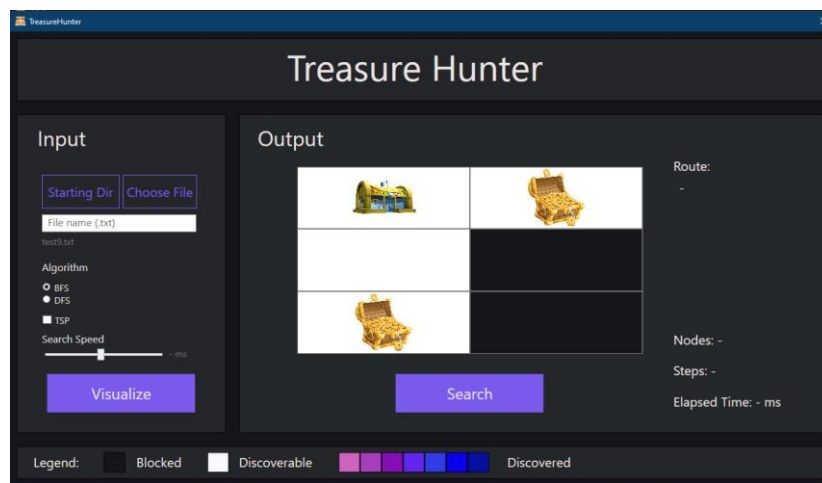 TreasureHunter
Treasure Hunter
Input
Starting Dir
Choose File
File name (.txt)
test9.txt
Algorithm
BFS
DFS
TSP
Search Speed
- ms
Visualize
Output
Search
Route:
-
Nodes: -
Steps: -
Elapsed Time: - ms
Legend:
Blocked
Discoverable
Discovered